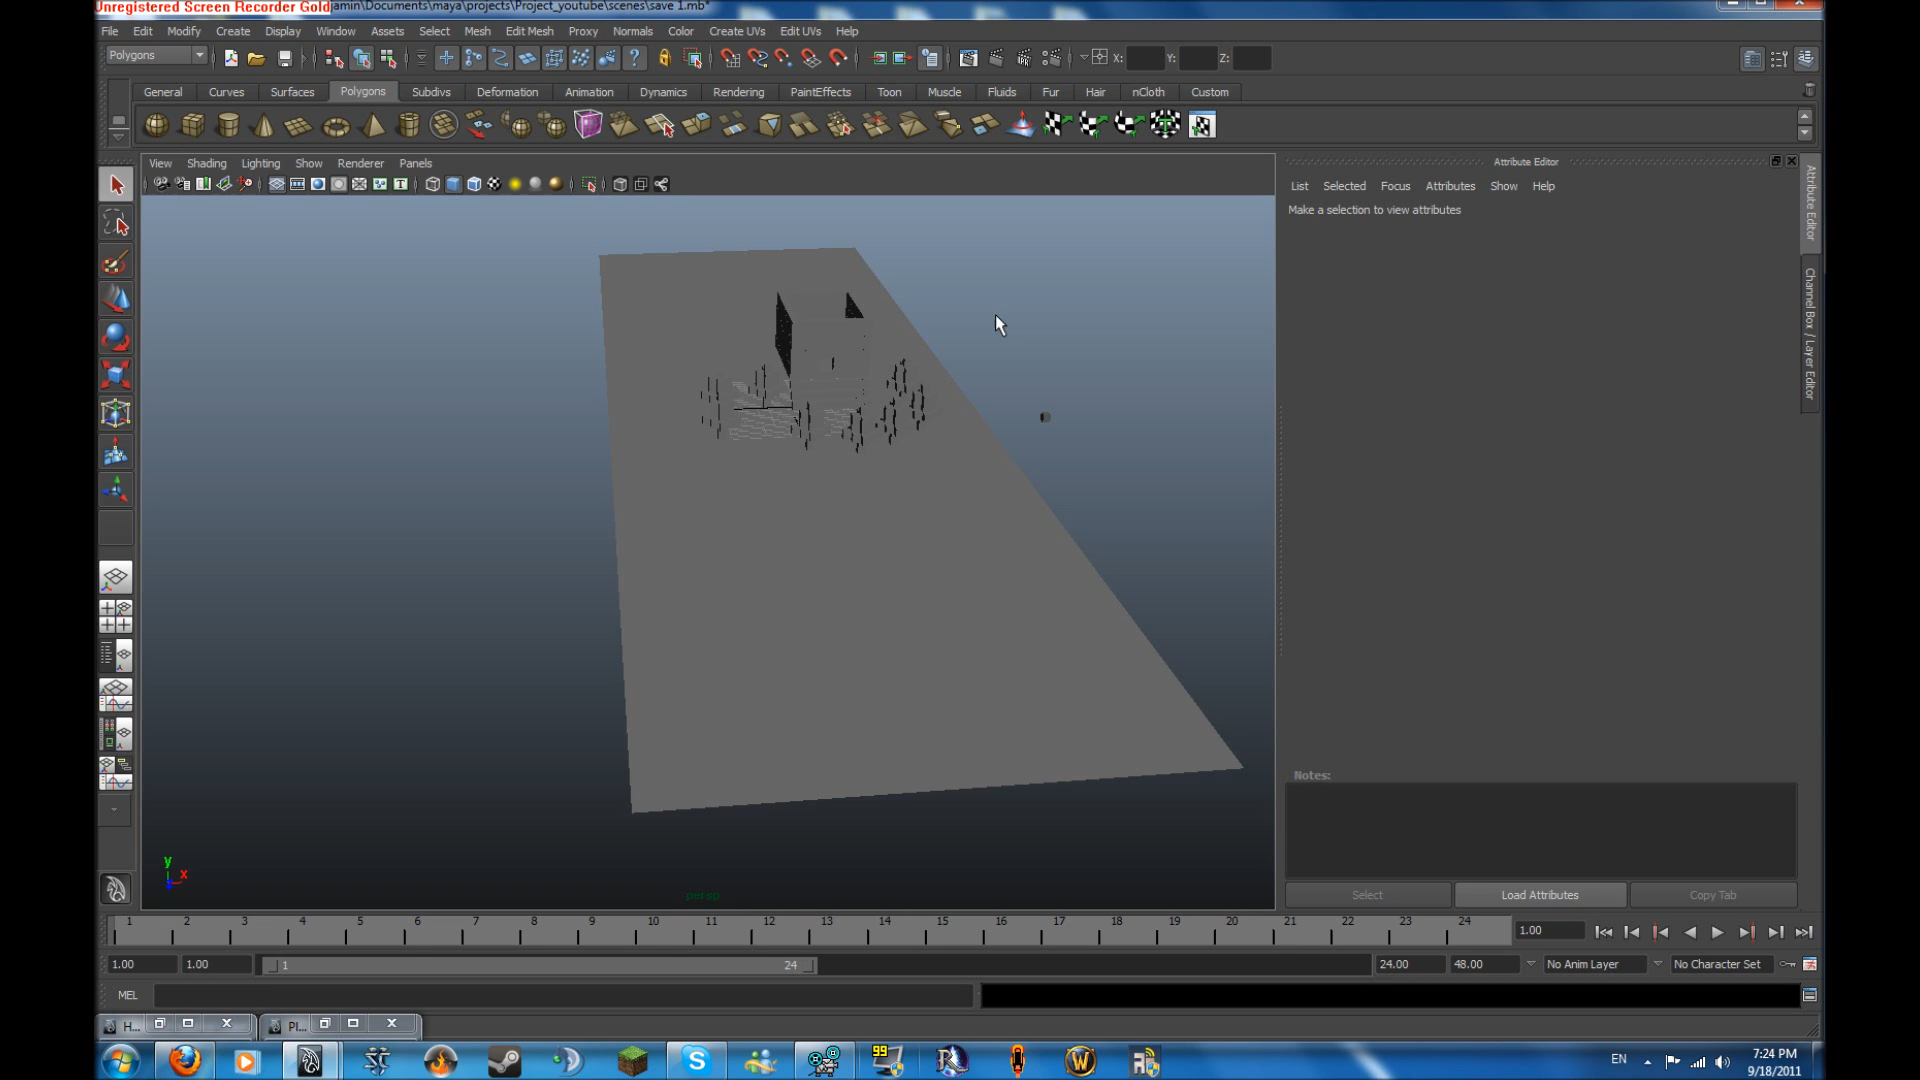 Unregistered Screen Recorder Gold amin\Documents\maya\projects\Project_youtube\scenes\save 1.mb*
File Edit Modify Create Display Window Assets Select Mesh Edit Mesh Proxy Normals Color Create UVs Edit UVs Help
Polygons X: Y: Z:
General Curves Surfaces Polygons Subdivs Deformation Animation Dynamics Rendering PaintEffects Toon Muscle Fluids Fur Hair nCloth Custom
View Shading Lighting Show Renderer Panels
Attribute Editor
List Selected Focus Attributes Show Help
Make a selection to view attributes
Attribute Editor
Channel Box / Layer Editor
Notes:
y
x
persp
Select Load Attributes Copy Tab
1 2 3 4 5 6 7 8 9 10 11 12 13 14 15 16 17 18 19 20 21 22 23 24 1.00
1.00 1.00 1 24 24.00 48.00 No Anim Layer No Character Set
MEL
H... Pl...
99
EN 7:24 PM
9/18/2011